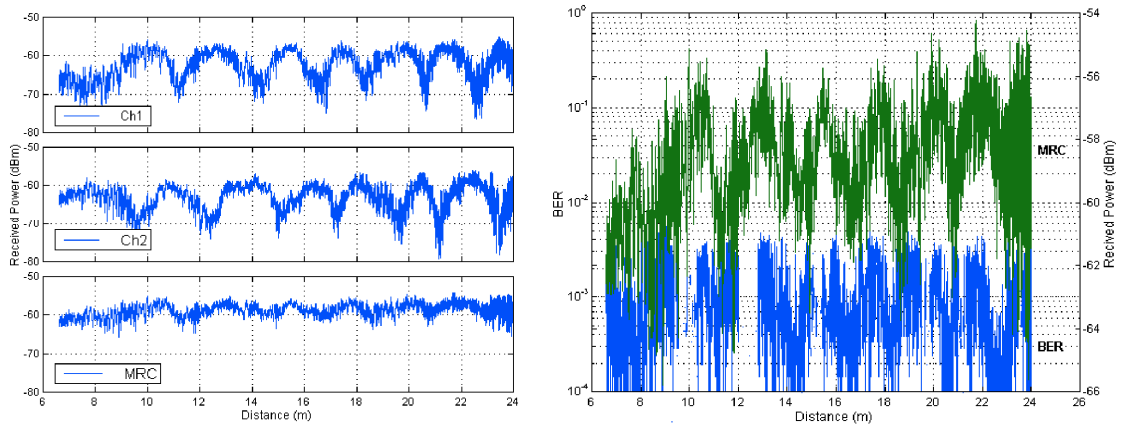 -50
-60
-70
-80
Ch1
-50
-60
-70
-80
Ch2
-50
-60
-70
-80
MRC
Received Power (dBm)
6 8 10 12 14 16 18 20 22 24
Distance (m)
10^0
10^-1
10^-2
10^-3
10^-4
BER
MRC
BER
-54
-56
-58
-60
-62
-64
-66
Recived Power (dBm)
6 8 10 12 14 16 18 20 22 24 26
Distance (m)